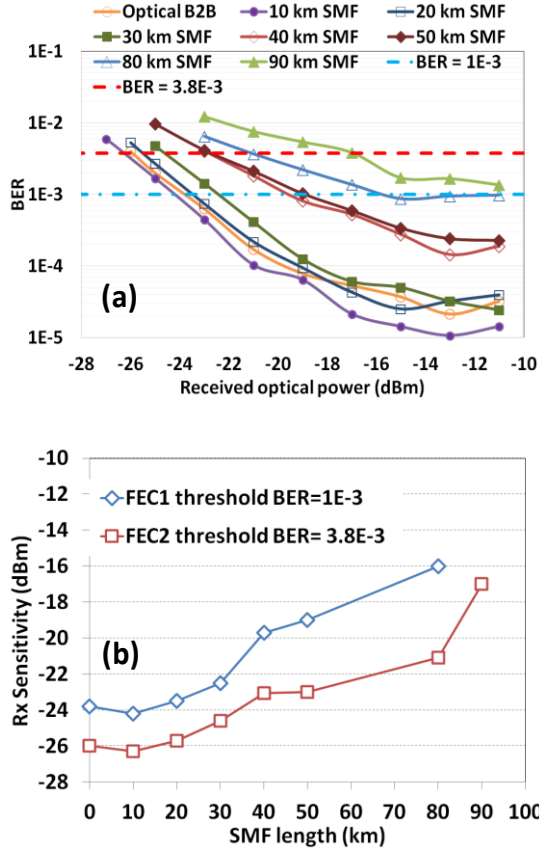 Optical B2B 10 km SMF 20 km SMF
30 km SMF 40 km SMF 50 km SMF
80 km SMF 90 km SMF BER = 1E-3
BER = 3.8E-3
1E-1
1E-2
1E-3
1E-4
1E-5
BER
(a)
-28 -26 -24 -22 -20 -18 -16 -14 -12 -10
Received optical power (dBm)
-10
-12
-14
-16
-18
-20
-22
-24
-26
-28
Rx Sensitivity (dBm)
FEC1 threshold BER=1E-3
FEC2 threshold BER= 3.8E-3
(b)
0 10 20 30 40 50 60 70 80 90 100
SMF length (km)